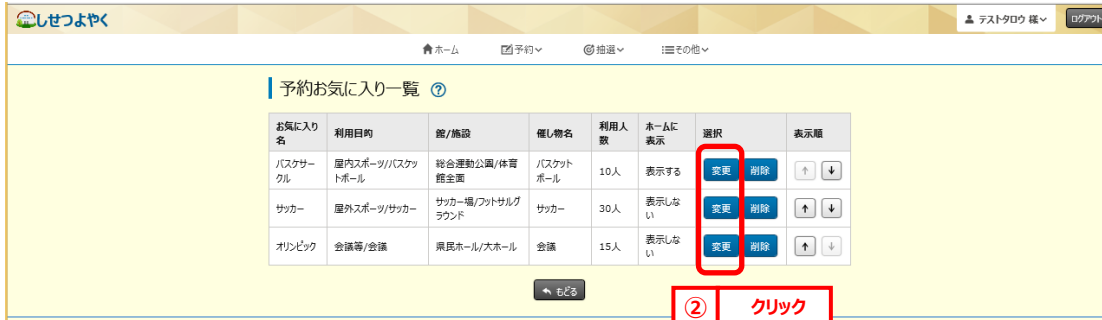 しせつよやく
テストタロウ 様
ログアウト
ホーム 予約 抽選 その他
予約お気に入り一覧 ?
お気に入り名 利用目的 館/施設 催し物名 利用人数 ホームに表示 選択 表示順
バスケサークル 屋内スポーツ/バスケットボール 総合運動公園/体育館全面 バスケットボール 10人 表示する 変更 削除 ↑ ↓
サッカー 屋外スポーツ/サッカー サッカー場/フットサルグラウンド サッカー 30人 表示しない 変更 削除 ↑ ↓
オリンピック 会議等/会議 県民ホール/大ホール 会議 15人 表示しない 変更 削除 ↑ ↓
もどる
② クリック